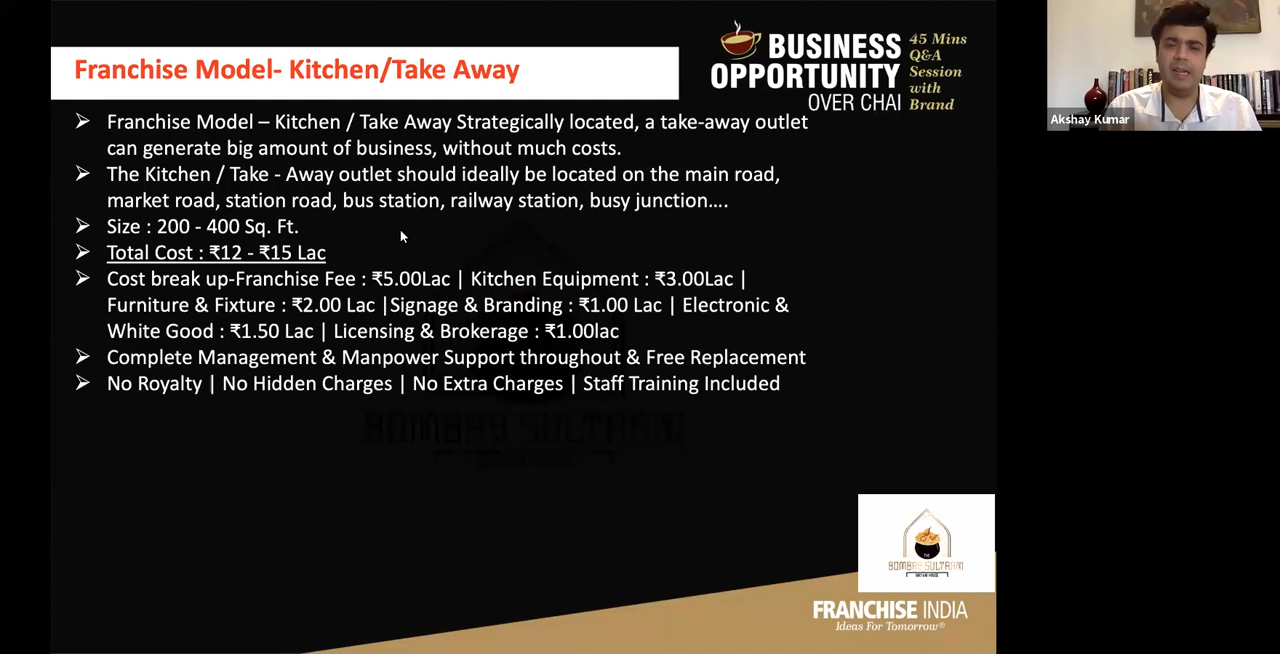 Franchise Model- Kitchen/Take Away
BUSINESS
OPPORTUNITY
OVER CHAI
45 Mins
Q&A
Session
with
Brand
Akshay Kumar
➢ Franchise Model – Kitchen / Take Away Strategically located, a take-away outlet
can generate big amount of business, without much costs.
➢ The Kitchen / Take - Away outlet should ideally be located on the main road,
market road, station road, bus station, railway station, busy junction....
➢ Size : 200 - 400 Sq. Ft.
➢ Total Cost : ₹12 - ₹15 Lac
➢ Cost break up-Franchise Fee : ₹5.00Lac | Kitchen Equipment : ₹3.00Lac |
Furniture & Fixture : ₹2.00 Lac |Signage & Branding : ₹1.00 Lac | Electronic &
White Good : ₹1.50 Lac | Licensing & Brokerage : ₹1.00lac
➢ Complete Management & Manpower Support throughout & Free Replacement
➢ No Royalty | No Hidden Charges | No Extra Charges | Staff Training Included
BOMBAY SULTRANI
THE
BOMBAY SULTRANI
FRANCHISE INDIA
Ideas For Tomorrow®